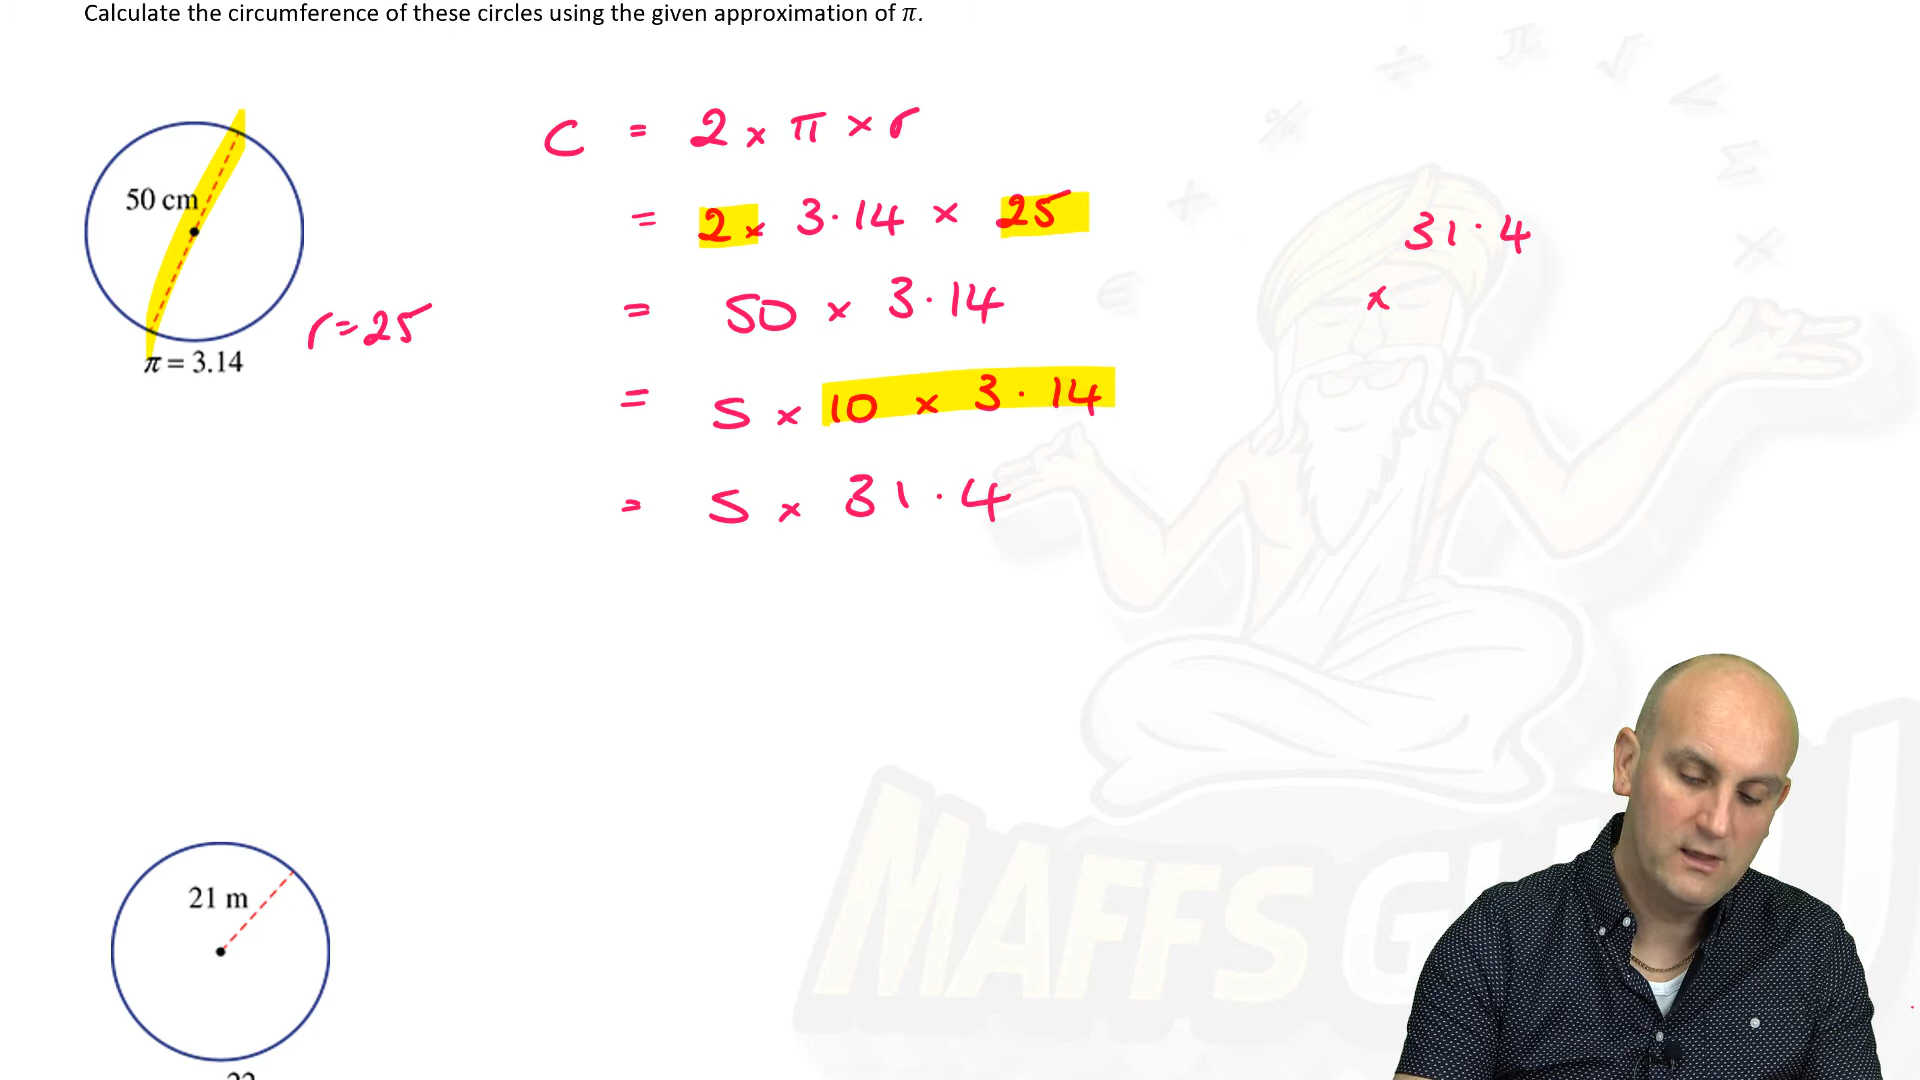 Calculate the circumference of these circles using the given approximation of π.
50 cm
π = 3.14
r = 25
C = 2 × π × r
= 2 × 3.14 × 25
= 50 × 3.14
= 5 × 10 × 3.14
= 5 × 31.4
31.4
×
21 m
÷ π √ < % Σ + × €
MAFFS G